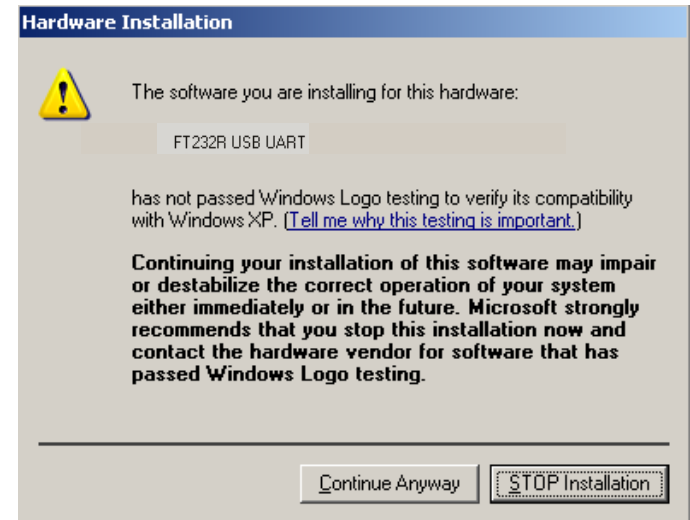 Hardware Installation
The software you are installing for this hardware:
FT232R USB UART
has not passed Windows Logo testing to verify its compatibility
with Windows XP. (Tell me why this testing is important.)
Continuing your installation of this software may impair
or destabilize the correct operation of your system
either immediately or in the future. Microsoft strongly
recommends that you stop this installation now and
contact the hardware vendor for software that has
passed Windows Logo testing.
Continue Anyway
STOP Installation